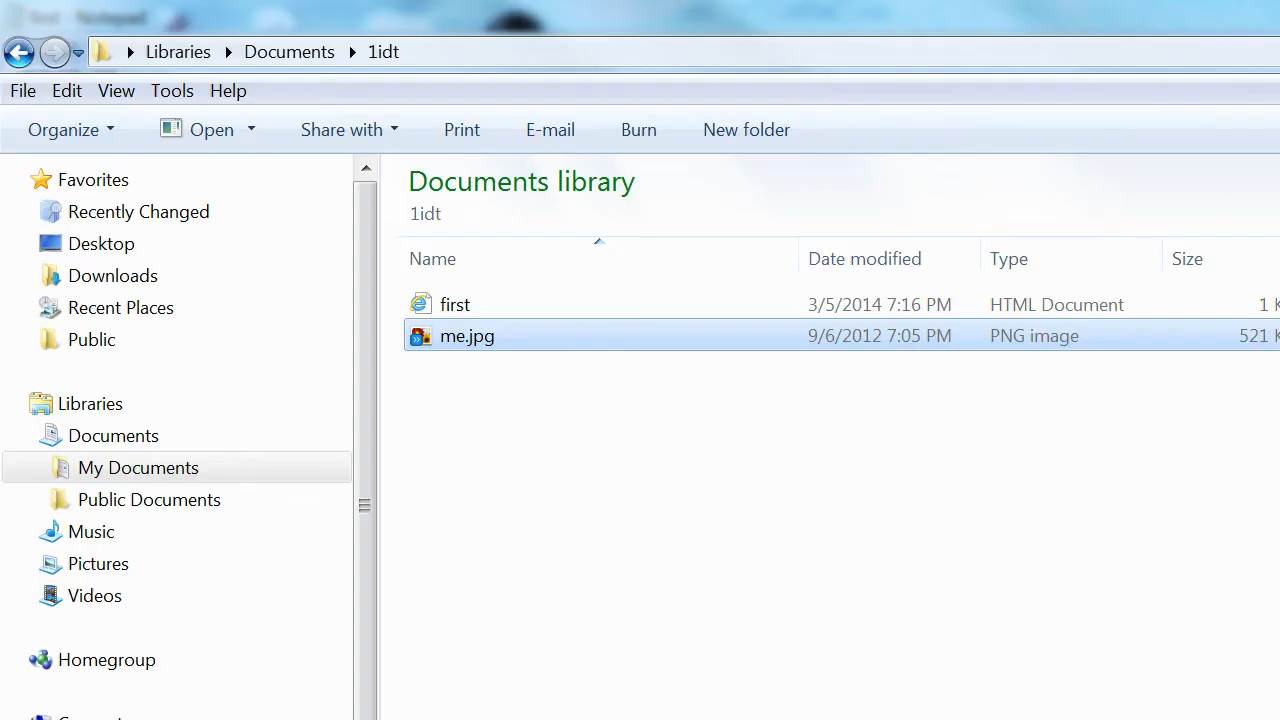 Libraries Documents 1idt
File Edit View Tools Help
Organize Open Share with Print E-mail Burn New folder
Favorites
Recently Changed
Desktop
Downloads
Recent Places
Public
Libraries
Documents
My Documents
Public Documents
Music
Pictures
Videos
Homegroup
Documents library
1idt
Name Date modified Type Size
first 3/5/2014 7:16 PM HTML Document 1
me.jpg 9/6/2012 7:05 PM PNG image 521